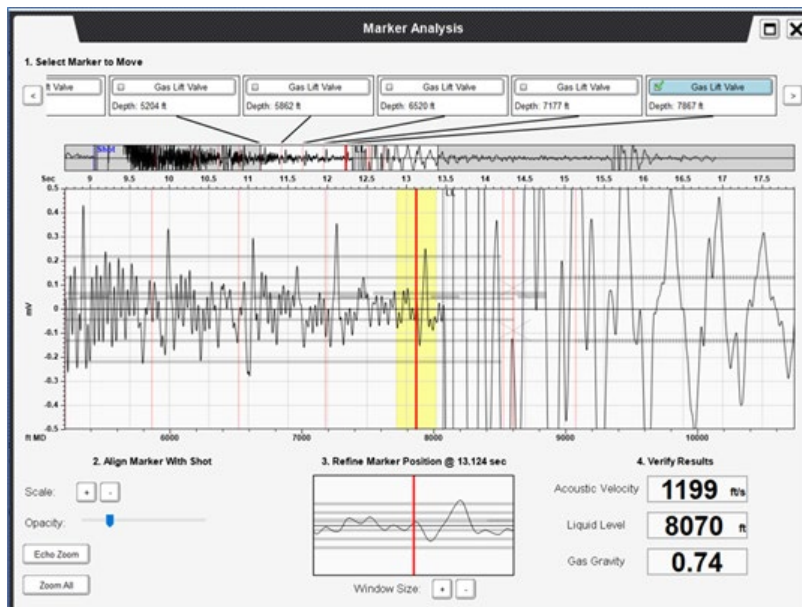 Marker Analysis
1. Select Marker to Move
< ft Valve Gas Lift Valve Gas Lift Valve Gas Lift Valve Gas Lift Valve Gas Lift Valve >
Depth: 5204 ft Depth: 5862 ft Depth: 6520 ft Depth: 7177 ft Depth: 7867 ft
Shot LL
Sec 9 9.5 10 10.5 11 11.5 12 12.5 13 13.5 14 14.5 15 15.5 16 16.5 17 17.5
0.5
LL
0.4
0.3
0.2
0.1
mV 0
-0.1
-0.2
-0.3
-0.4
-0.5
ft MD 6000 7000 8000 9000 10000
2. Align Marker With Shot 3. Refine Marker Position @ 13.124 sec 4. Verify Results
Scale: + -
Opacity:
Echo Zoom
Zoom All
Window Size: + -
Acoustic Velocity 1199 ft/s
Liquid Level 8070 ft
Gas Gravity 0.74